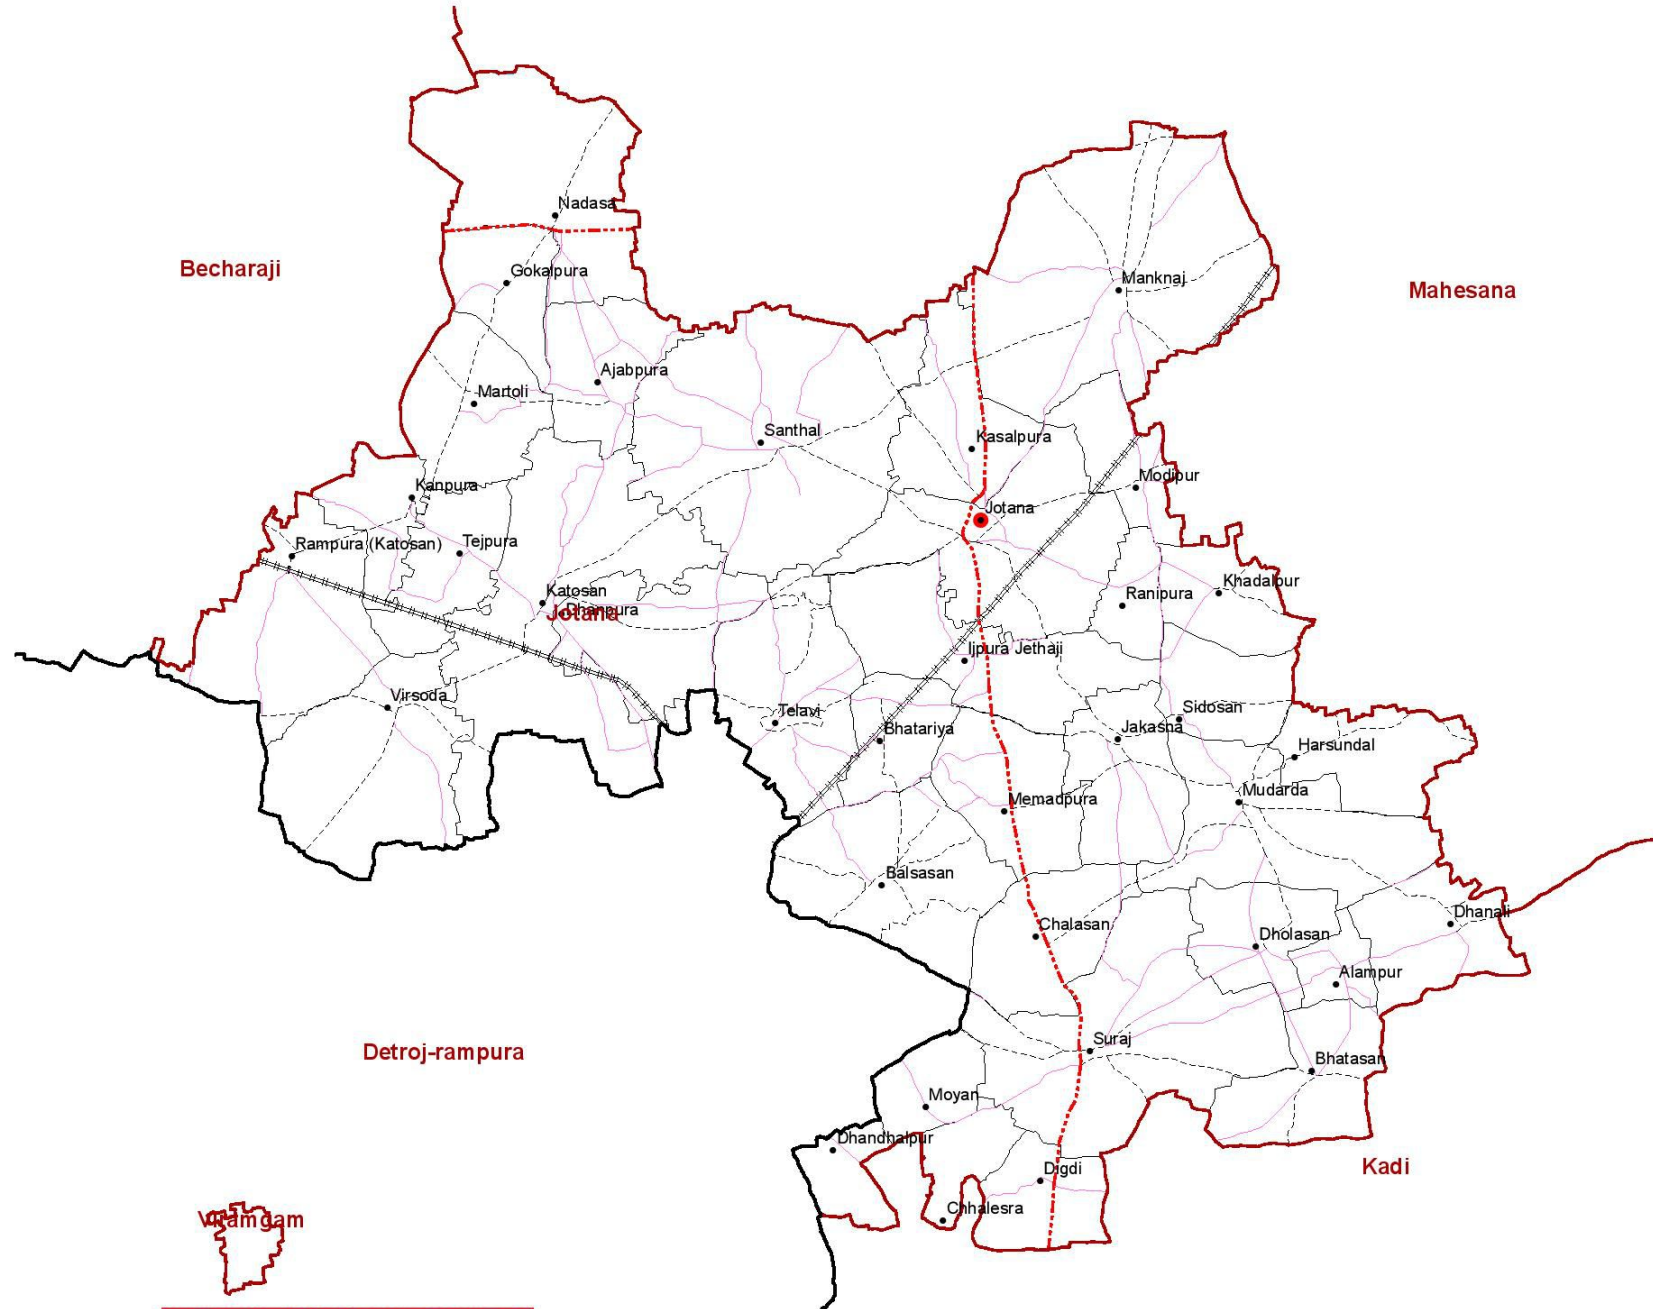 Nadasa
Becharaji
Gokalpura
Manknaj
Mahesana
Ajabpura
Martoli
Santhal
Kasalpura
Kanpura
Modipur
Jotana
Rampura (Katosan)
Tejpura
Katosan
Khadalpur
Ranipura
Dhanpura
Jotana
Ijpura Jethaji
Virsoda
Telavi
Sidosan
Bhatariya
Jakasna
Harsundal
Memadpura
Mudarda
Balsasan
Chalasan
Dhanali
Dholasan
Alampur
Detroj-rampura
Suraj
Bhatasan
Moyan
Dhandhalpur
Digdi
Kadi
Chhalesra
Viramgam